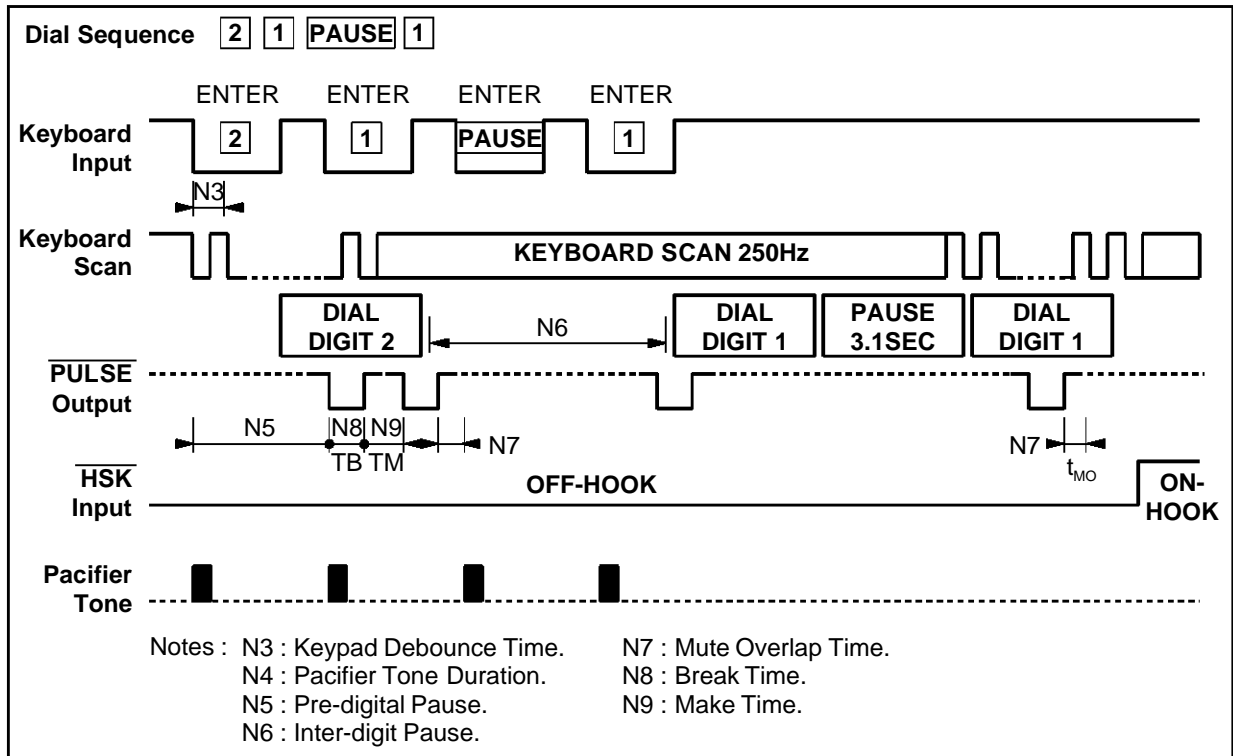 Dial Sequence 2 1 PAUSE 1
ENTER ENTER ENTER ENTER
Keyboard Input
2 1 PAUSE 1
N3
Keyboard Scan
KEYBOARD SCAN 250Hz
DIAL DIGIT 2
N6
DIAL DIGIT 1
PAUSE 3.1SEC
DIAL DIGIT 1
PULSE Output
N5
N8
N9
N7
N7
TB TM
tMO
HSK Input
OFF-HOOK
ON-HOOK
Pacifier Tone
Notes : N3 : Keypad Debounce Time.
N4 : Pacifier Tone Duration.
N5 : Pre-digital Pause.
N6 : Inter-digit Pause.
N7 : Mute Overlap Time.
N8 : Break Time.
N9 : Make Time.